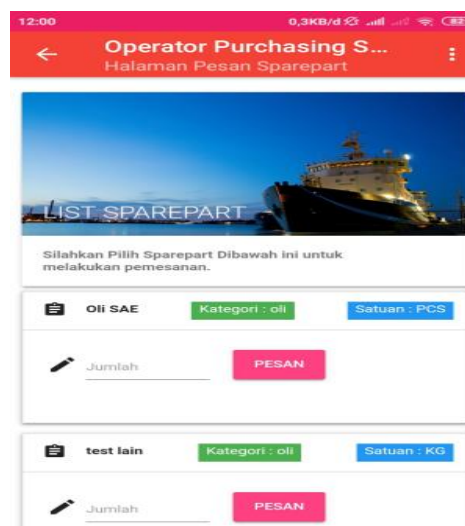 12:00 0,3KB/d 82
Operator Purchasing S...
Halaman Pesan Sparepart
LIST SPAREPART
Silahkan Pilih Sparepart Dibawah ini untuk
melakukan pemesanan.
Oli SAE Kategori : oli Satuan : PCS
Jumlah PESAN
test lain Kategori : oli Satuan : KG
Jumlah PESAN